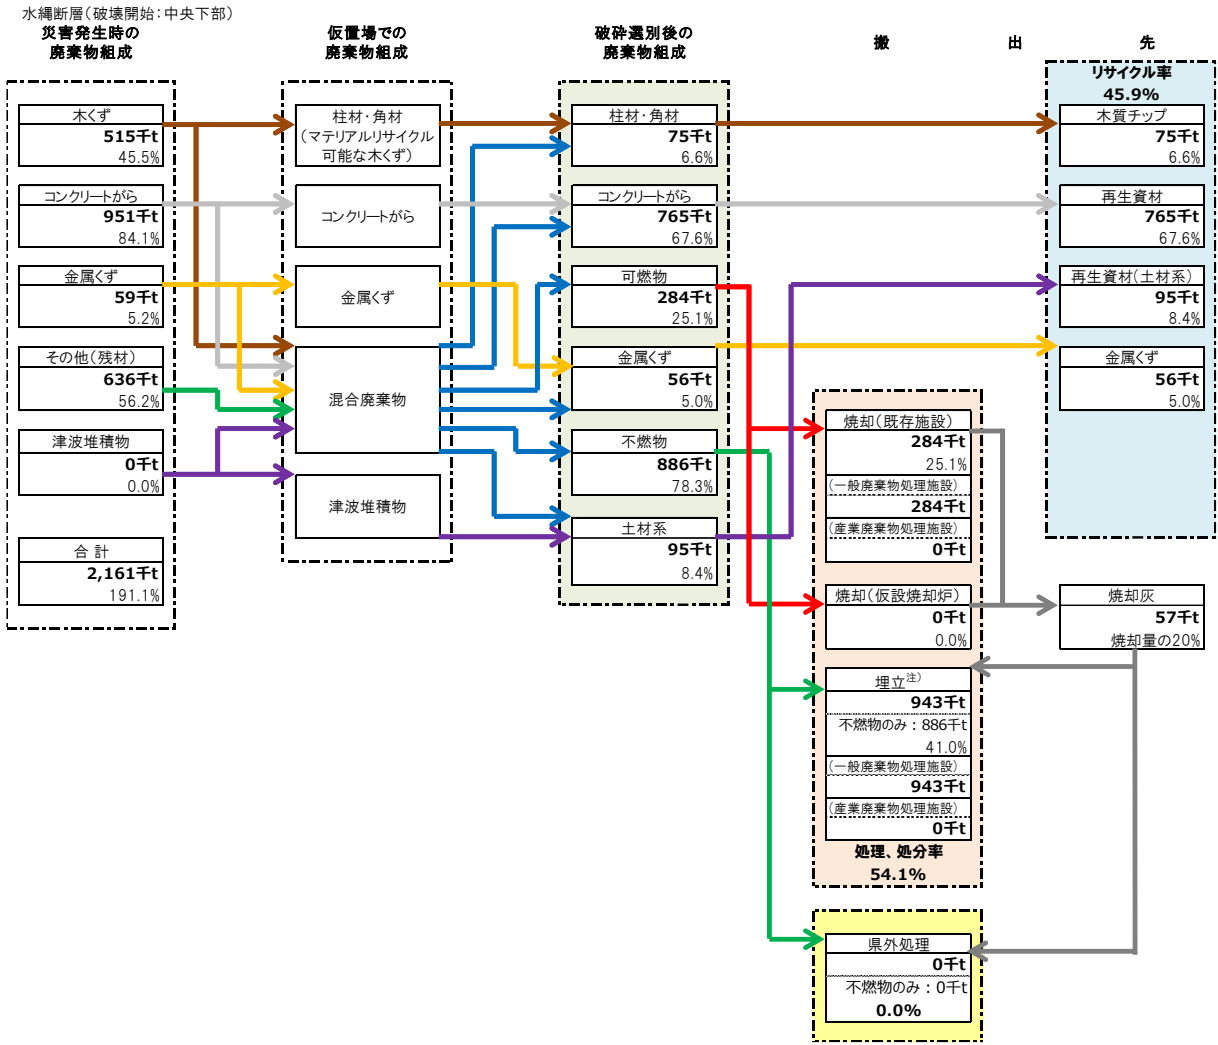 水縄断層（破壊開始：中央下部）
災害発生時の
廃棄物組成
木くず
515千t
45.5%
コンクリートがら
951千t
84.1%
金属くず
59千t
5.2%
その他（残材）
636千t
56.2%
津波堆積物
0千t
0.0%
合 計
2,161千t
191.1%
仮置場での
廃棄物組成
柱材・角材
（マテリアルリサイクル
可能な木くず）
コンクリートがら
金属くず
混合廃棄物
津波堆積物
破砕選別後の
廃棄物組成
柱材・角材
75千t
6.6%
コンクリートがら
765千t
67.6%
可燃物
284千t
25.1%
金属くず
56千t
5.0%
不燃物
886千t
78.3%
土材系
95千t
8.4%
搬 出 先
焼却（既存施設）
284千t
25.1%
（一般廃棄物処理施設）
284千t
（産業廃棄物処理施設）
0千t
焼却（仮設焼却炉）
0千t
0.0%
埋立注）
943千t
不燃物のみ：886千t
41.0%
（一般廃棄物処理施設）
943千t
（産業廃棄物処理施設）
0千t
処理、処分率
54.1%
県外処理
0千t
不燃物のみ：0千t
0.0%
リサイクル率
45.9%
木質チップ
75千t
6.6%
再生資材
765千t
67.6%
再生資材（土材系）
95千t
8.4%
金属くず
56千t
5.0%
焼却灰
57千t
焼却量の20%